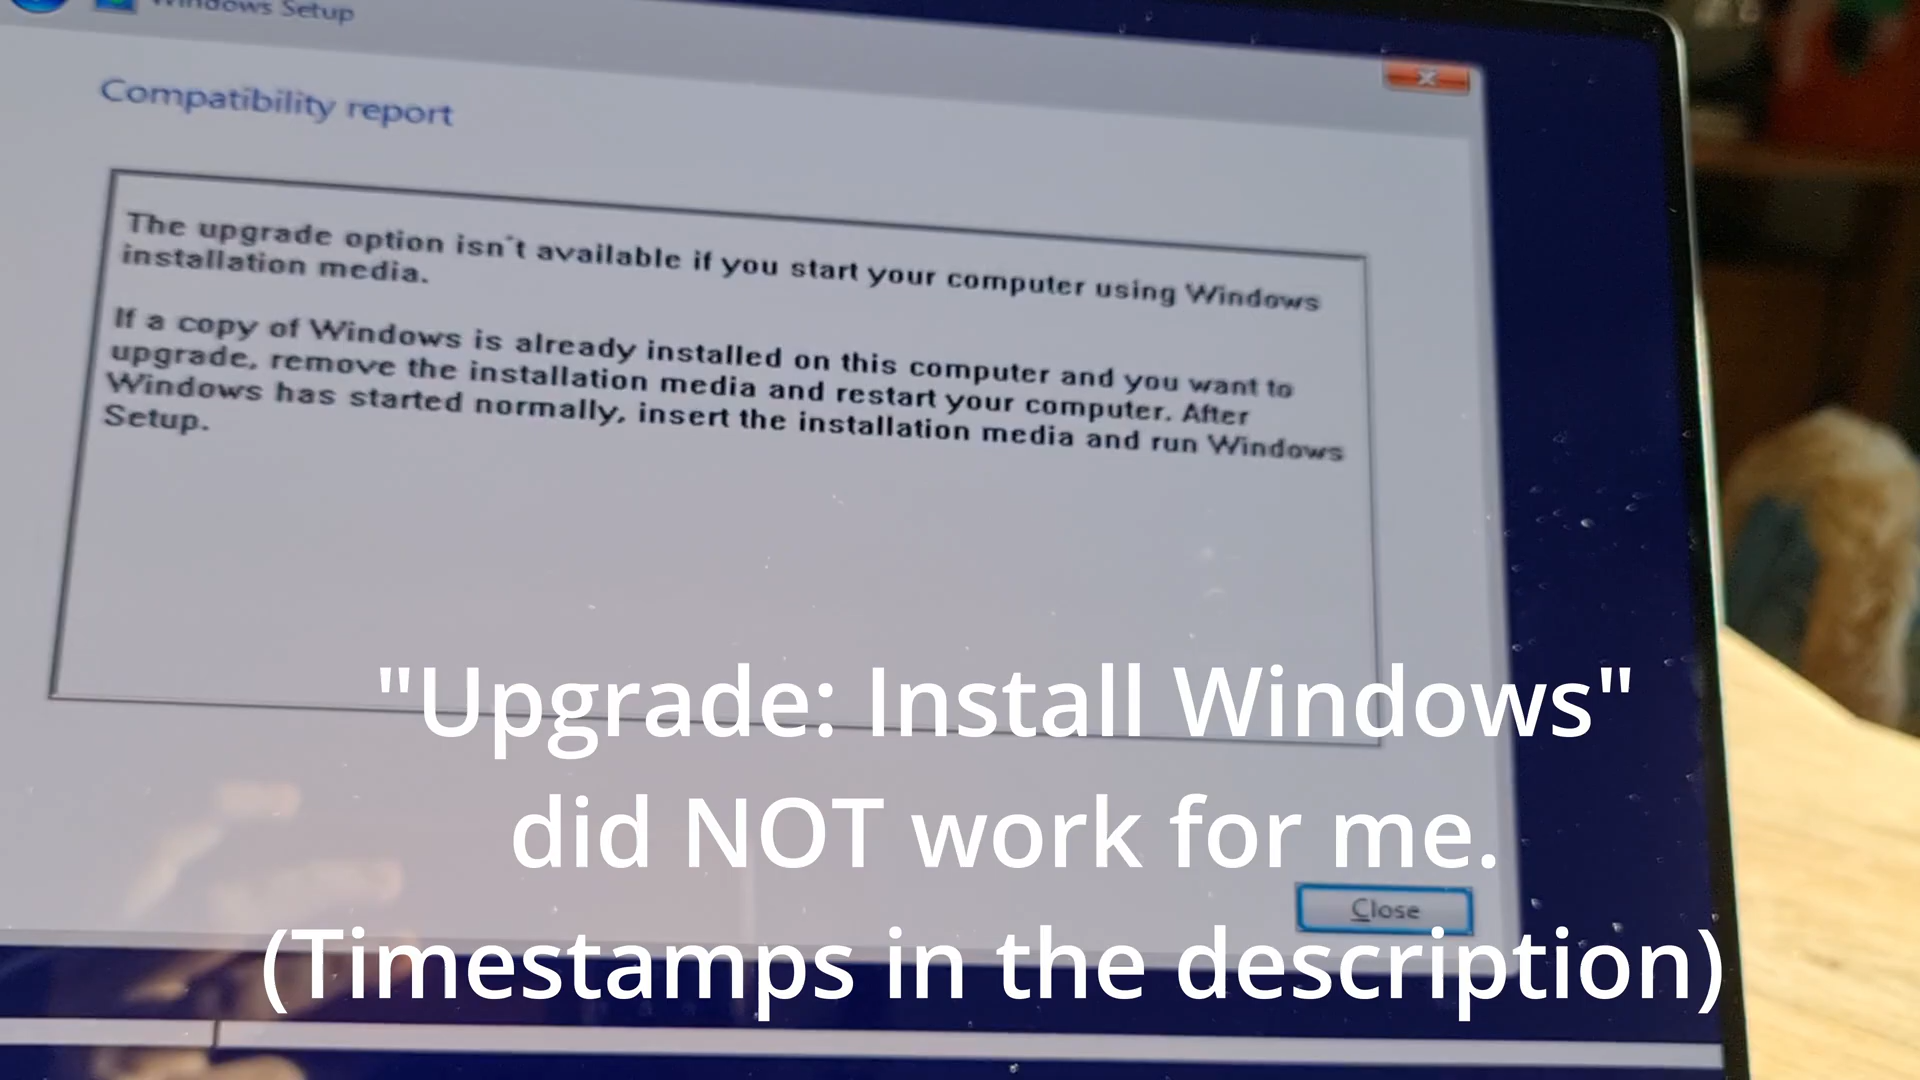 Windows Setup
Compatibility report
The upgrade option isn't available if you start your computer using Windows
installation media.
If a copy of Windows is already installed on this computer and you want to
upgrade, remove the installation media and restart your computer. After
Windows has started normally, insert the installation media and run Windows
Setup.
"Upgrade: Install Windows"
did NOT work for me.
Close
(Timestamps in the description)